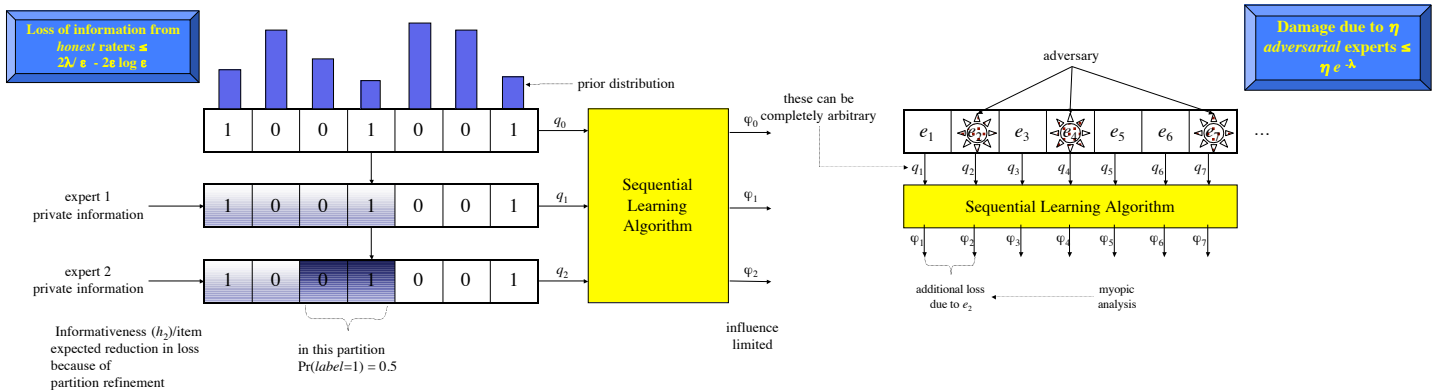 Loss of information from
honest raters ≤
2λ/ ε - 2ε log ε
prior distribution
1 0 0 1 0 0 1
q0
φ0
expert 1
private information
1 0 0 1 0 0 1
q1
φ1
Sequential
Learning
Algorithm
expert 2
private information
1 0 0 1 0 0 1
q2
φ2
Informativeness (h2)/item
expected reduction in loss
because of
partition refinement
in this partition
Pr(label=1) = 0.5
influence
limited
Damage due to η
adversarial experts ≤
η e -λ
adversary
these can be
completely arbitrary
e1 e2 e3 e4 e5 e6 e7 …
q1 q2 q3 q4 q5 q6 q7
Sequential Learning Algorithm
φ1 φ2 φ3 φ4 φ5 φ6 φ7
additional loss
due to e2
myopic
analysis